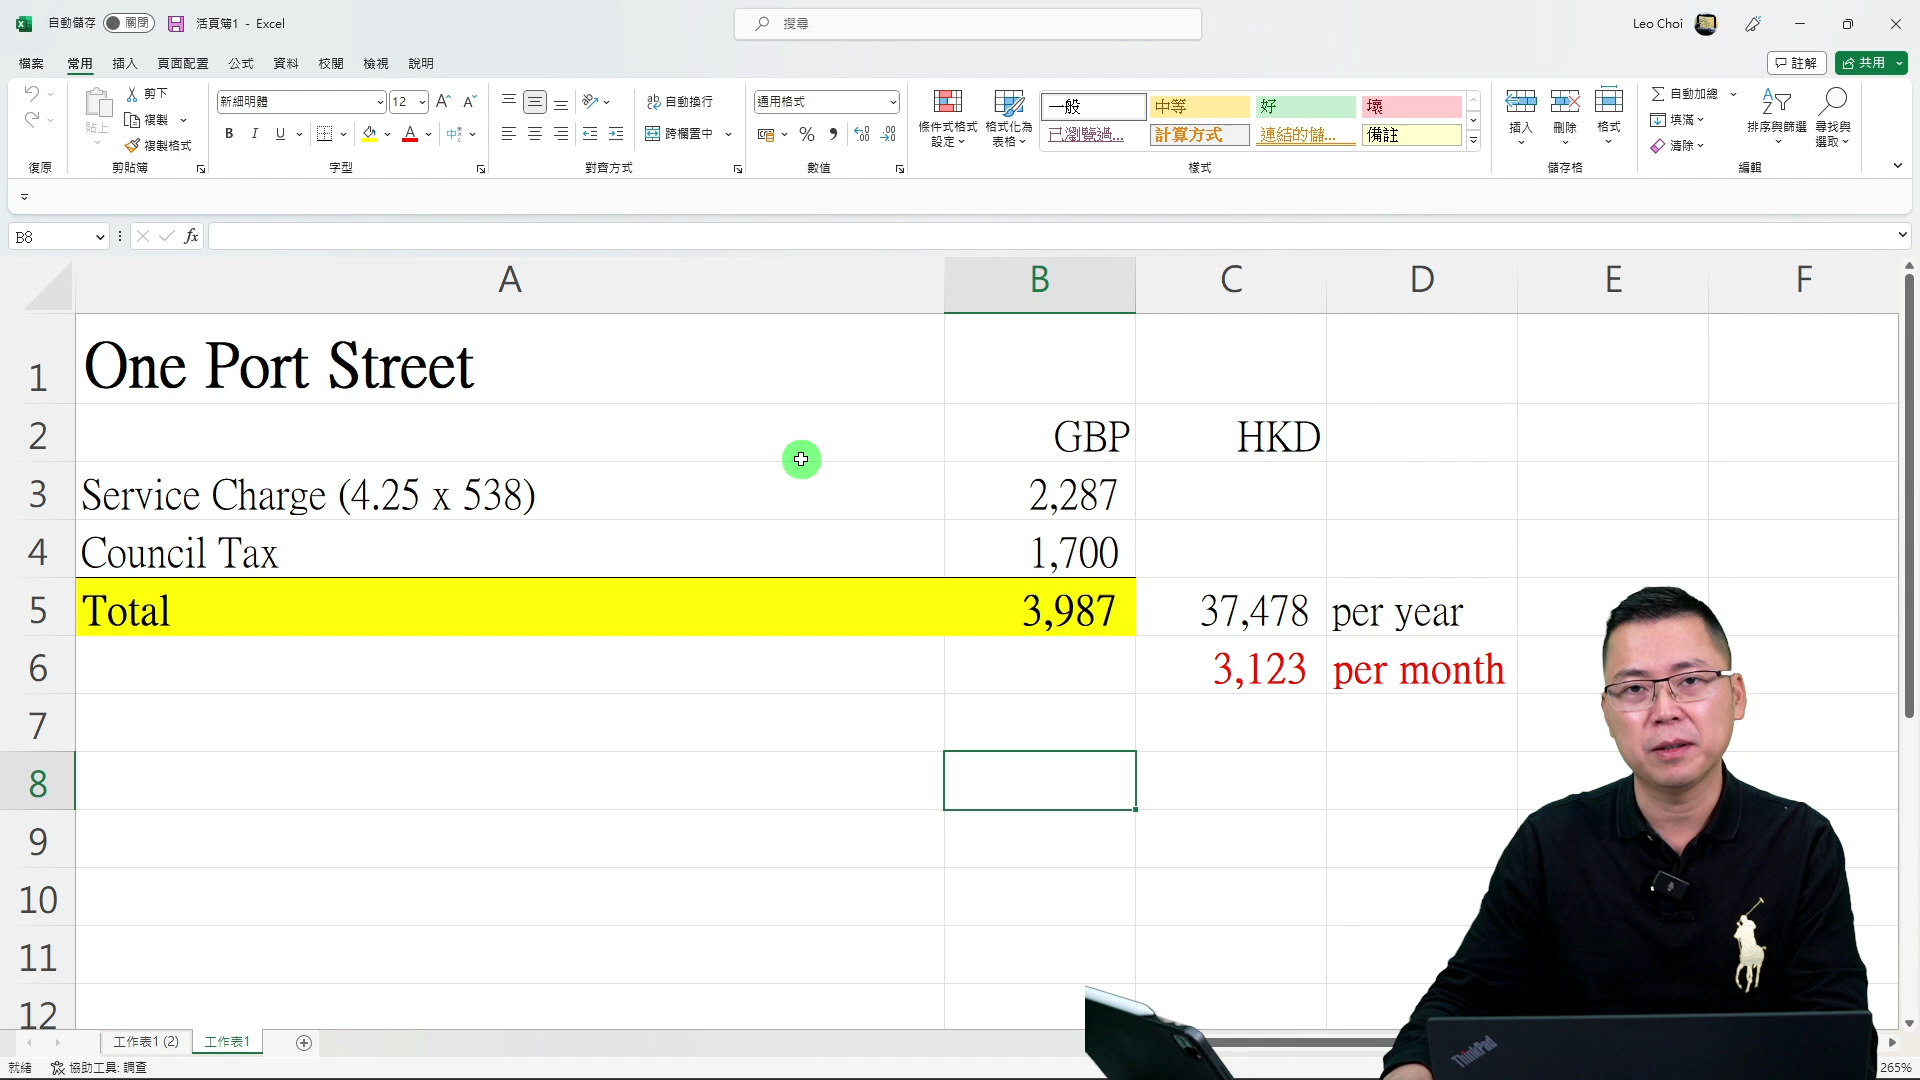 自動儲存 關閉 活頁簿1 - Excel 搜尋 Leo Choi
檔案 常用 插入 頁面配置 公式 資料 校閱 檢視 說明 註解 共用
貼上 剪下 複製 複製格式
復原 剪貼簿
新細明體 12
B I U A
字型
自動換行
跨欄置中
對齊方式
通用格式
數值
條件式格式設定 格式化為表格
一般 中等 好 壞
已瀏覽過... 計算方式 連結的儲... 備註
樣式
插入 刪除 格式
儲存格
自動加總
填滿
清除
排序與篩選 尋找與選取
編輯
B8 fx
A B C D E F
1 One Port Street
2 GBP HKD
3 Service Charge (4.25 x 538) 2,287
4 Council Tax 1,700
5 Total 3,987 37,478 per year
6 3,123 per month
7
8
9
10
11
12
工作表1 (2) 工作表1
就緒 協助工具: 調查 265%
ThinkPad